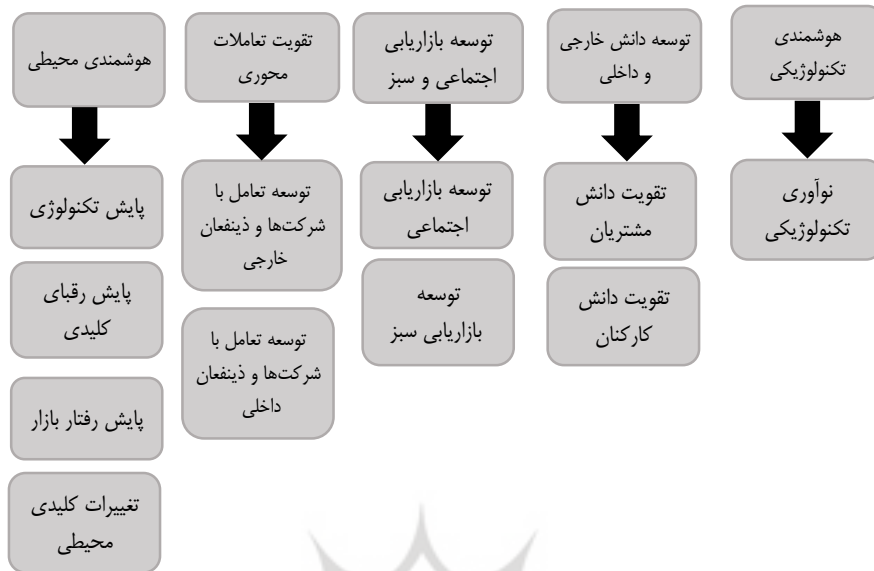 هوشمندی
تکنولوژیکی
توسعه دانش خارجی
و داخلی
توسعه بازاریابی
اجتماعی و سبز
تقویت تعاملات
محوری
هوشمندی محیطی
نوآوری
تکنولوژیکی
تقویت دانش
مشتریان
تقویت دانش
کارکنان
توسعه بازاریابی
اجتماعی
توسعه
بازاریابی سبز
توسعه تعامل با
شرکت‌ها و ذینفعان
خارجی
توسعه تعامل با
شرکت‌ها و ذینفعان
داخلی
پایش تکنولوژی
پایش رقبای
کلیدی
پایش رفتار بازار
تغییرات کلیدی
محیطی